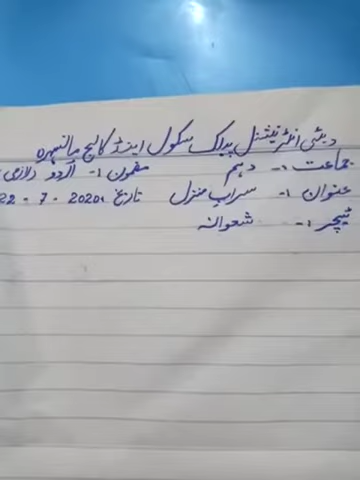 انٹرنیشنل پبلک سکول اینڈ کالج مانسہرہ
جماعت :- دہم مضمون :- اردو لازمی
عنوان :- سراب منزل تاریخ 22 - 7 - 2020ء
ٹیچر :- شعوانہ